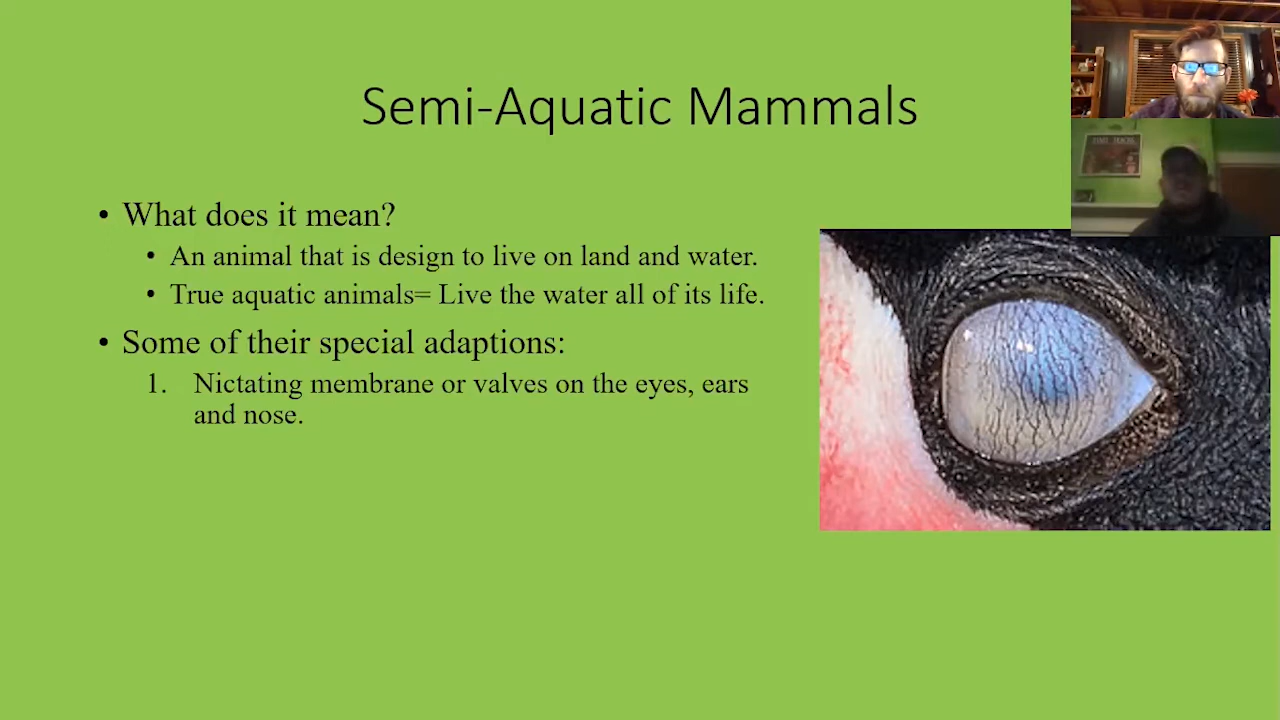 Semi-Aquatic Mammals
• What does it mean?
• An animal that is design to live on land and water.
• True aquatic animals= Live the water all of its life.
• Some of their special adaptions:
1. Nictating membrane or valves on the eyes, ears
and nose.